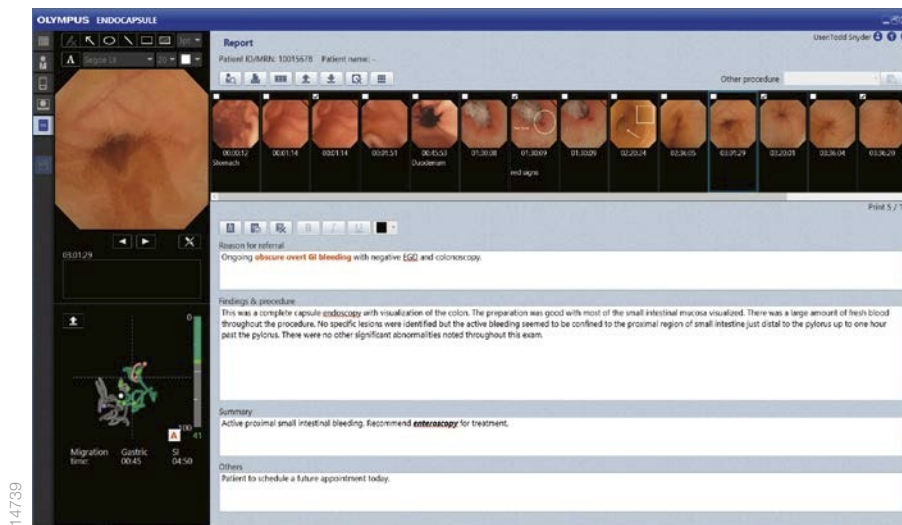 OLYMPUS ENDOCAPSULE
Report
User:Todd Snyder
Patient ID/MRN: 10015678 Patient name: -
3pt
A Segoe UI 20
Other procedure
00:00:12 00:01:14 00:01:14 00:01:51 00:45:53 01:30:08 01:30:09 01:30:09 02:20:24 02:36:05 03:01:29 03:20:01 03:36:04 03:36:20
Stomach Duodenum red signs
Print 5 / 1
B I U
Reason for referral
Ongoing obscure overt GI bleeding with negative EGD and colonoscopy.
03:01:29
Findings & procedure
This was a complete capsule endoscopy with visualization of the colon. The preparation was good with most of the small intestinal mucosa visualized. There was a large amount of fresh blood
throughout the procedure. No specific lesions were identified but the active bleeding seemed to be confined to the proximal region of small intestine just distal to the pylorus up to one hour
past the pylorus. There were no other significant abnormalities noted throughout this exam.
0
Summary
Active proximal small intestinal bleeding. Recommend enteroscopy for treatment.
100
A 41
Migration time: Gastric 00:45 SI 04:50
Others
Patient to schedule a future appointment today.
14739